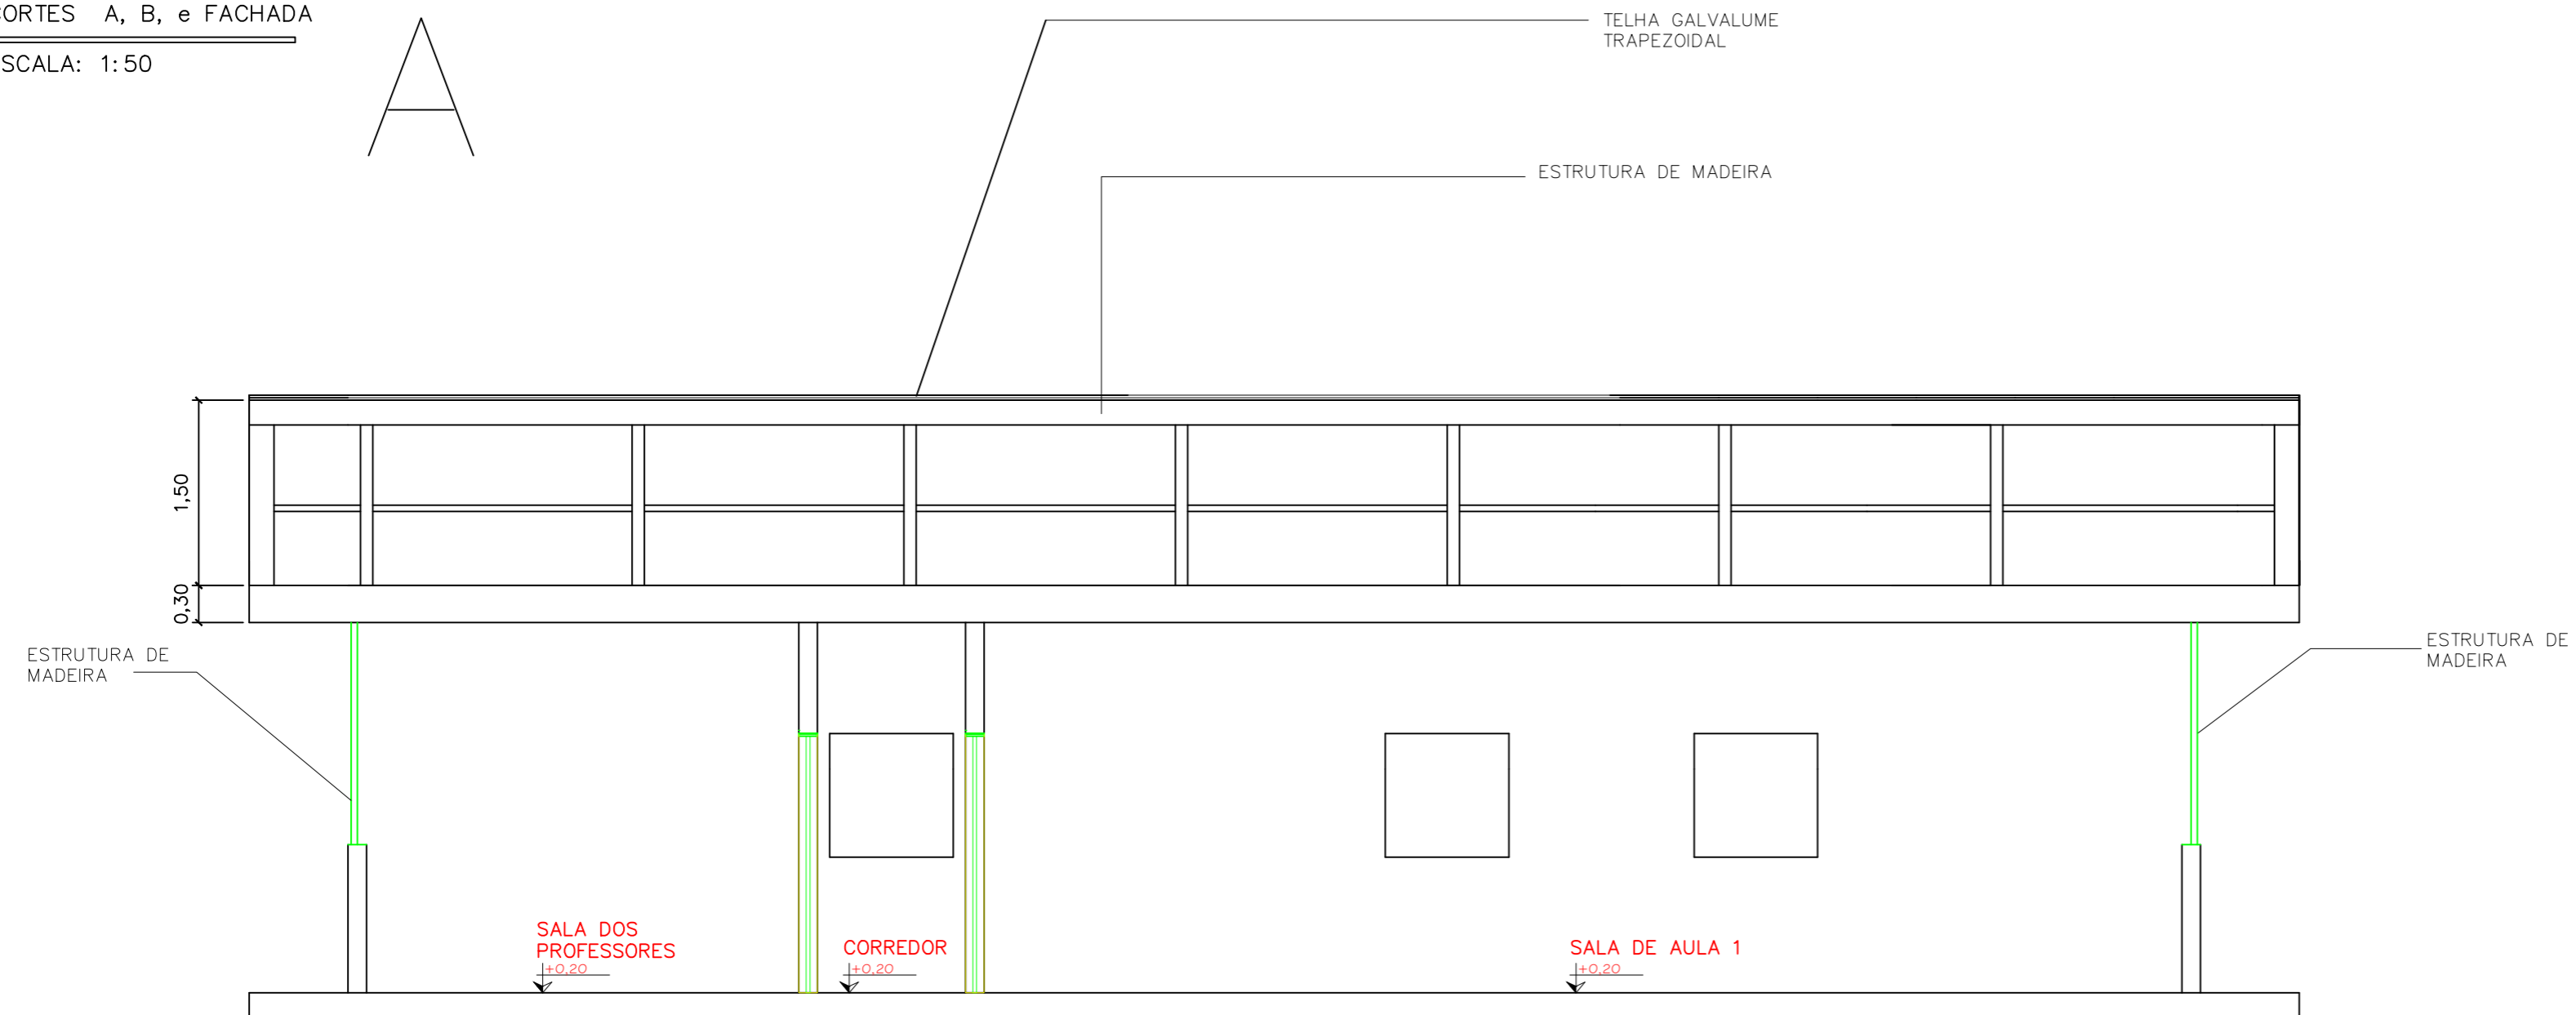 CORTES A, B, e FACHADA
SCALA: 1:50
A
TELHA GALVALUME
TRAPEZOIDAL
ESTRUTURA DE MADEIRA
1,50
0,30
ESTRUTURA DE
MADEIRA
ESTRUTURA DE
MADEIRA
SALA DOS
PROFESSORES
+0,20
CORREDOR
+0,20
SALA DE AULA 1
+0,20